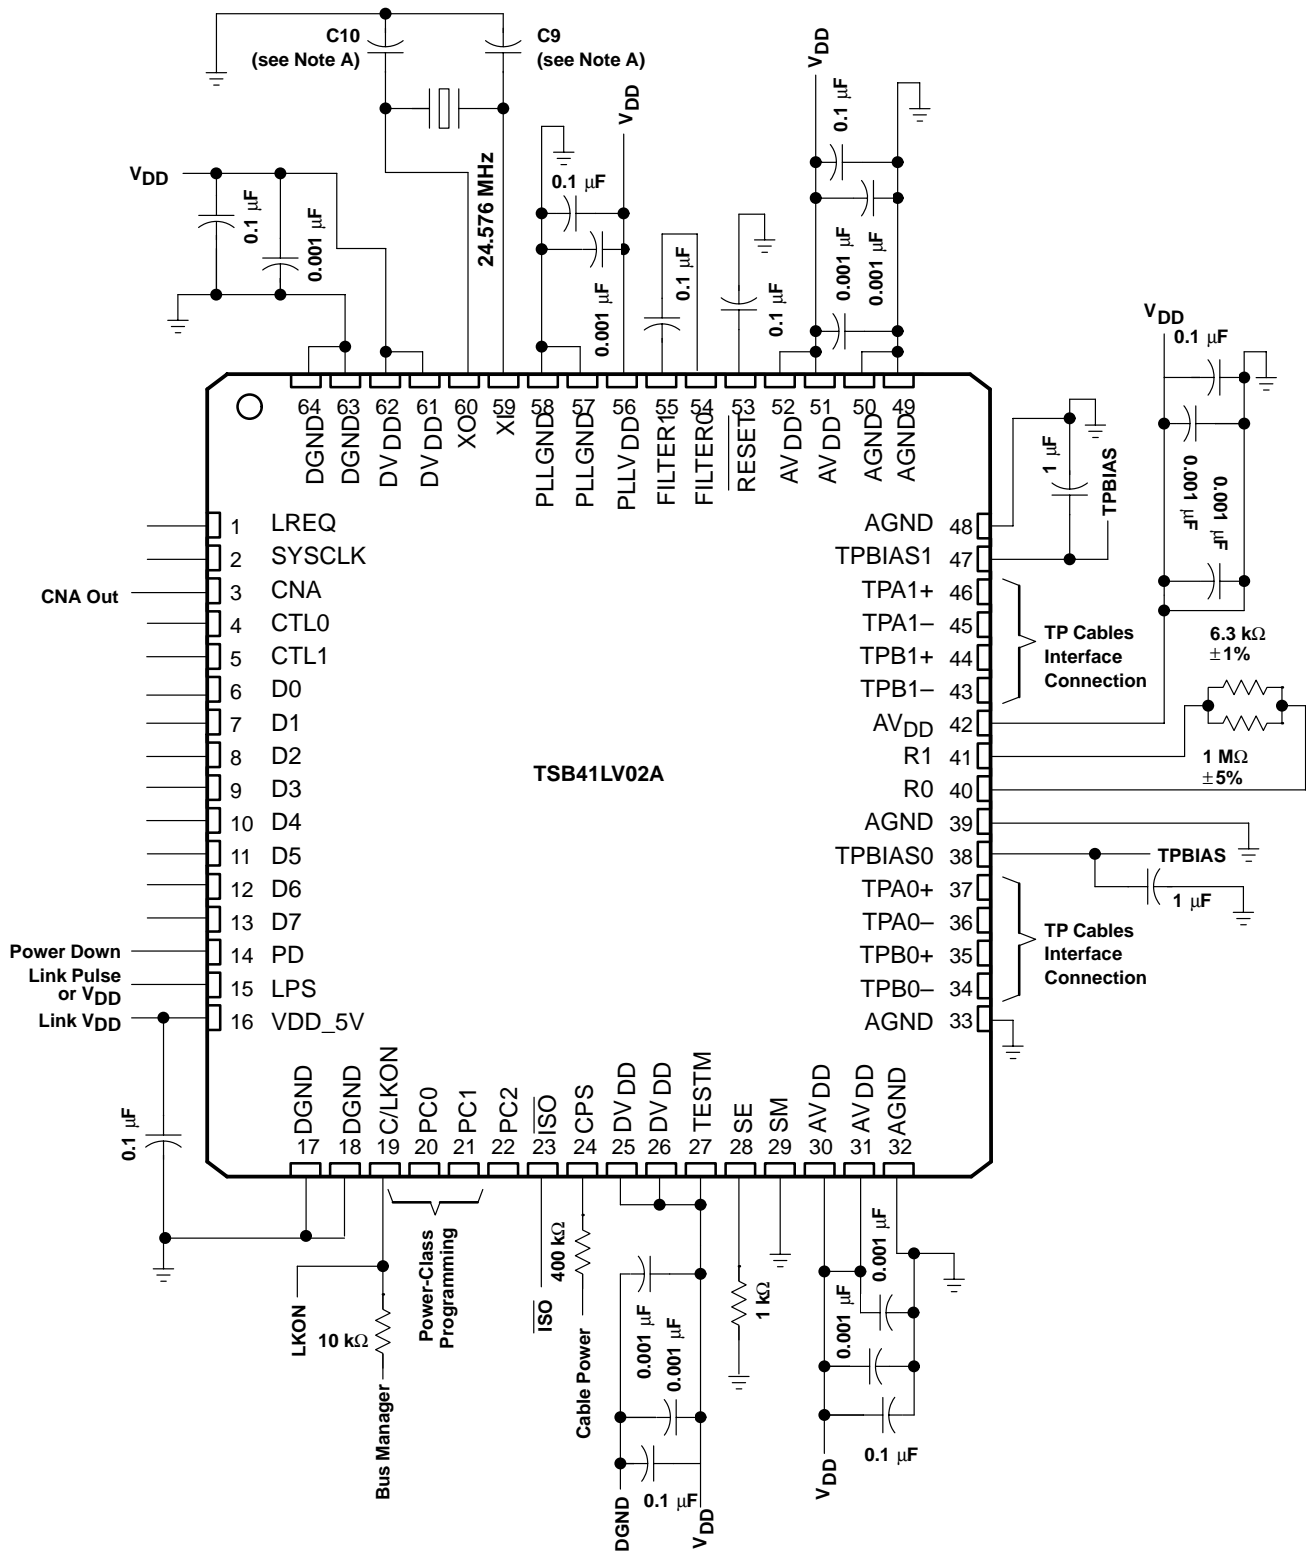 C10
(see Note A)
C9
(see Note A)
VDD
0.1 μF
0.001 μF
24.576 MHz
0.1 μF
0.001 μF
VDD
0.1 μF
0.1 μF
VDD
0.1 μF
0.001 μF
0.001 μF
VDD
0.1 μF
0.001 μF
0.001 μF
64 63 62 61 60 59 58 57 56 55 54 53 52 51 50 49
DGND
DGND
DVDD
DVDD
XO
XI
PLLGND
PLLGND
PLLVDD
FILTER1
FILTER0
RESET
AVDD
AVDD
AGND
AGND
1 LREQ
2 SYSCLK
CNA Out 3 CNA
4 CTL0
5 CTL1
6 D0
7 D1
8 D2
9 D3
10 D4
11 D5
12 D6
13 D7
Power Down 14 PD
Link Pulse
or VDD 15 LPS
Link VDD 16 VDD_5V
TSB41LV02A
AGND 48
TPBIAS1 47
TPA1+ 46
TPA1– 45
TPB1+ 44
TPB1– 43
AVDD 42
R1 41
R0 40
AGND 39
TPBIAS0 38
TPA0+ 37
TPA0– 36
TPB0+ 35
TPB0– 34
AGND 33
1 μF
TPBIAS
TP Cables
Interface
Connection
6.3 kΩ
±1%
1 MΩ
±5%
TPBIAS
1 μF
TP Cables
Interface
Connection
DGND
DGND
C/LKON
PC0
PC1
PC2
ISO
CPS
DVDD
DVDD
TESTM
SE
SM
AVDD
AVDD
AGND
17 18 19 20 21 22 23 24 25 26 27 28 29 30 31 32
0.1 μF
LKON
10 kΩ
Bus Manager
Power-Class
Programming
ISO
400 kΩ
Cable Power
0.001 μF
0.001 μF
0.1 μF
DGND
VDD
1 kΩ
0.001 μF
0.001 μF
0.1 μF
VDD